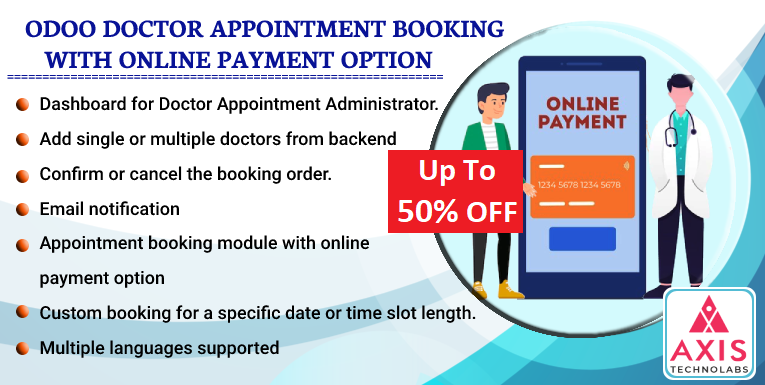 ODOO DOCTOR APPOINTMENT BOOKING
WITH ONLINE PAYMENT OPTION
Dashboard for Doctor Appointment Administrator.
Add single or multiple doctors from backend
Confirm or cancel the booking order.
Email notification
Appointment booking module with online
payment option
Custom booking for a specific date or time slot length.
Multiple languages supported
Up To
50% OFF
ONLINE
PAYMENT
1234 5678 1234 5678
AXIS
TECHNOLABS